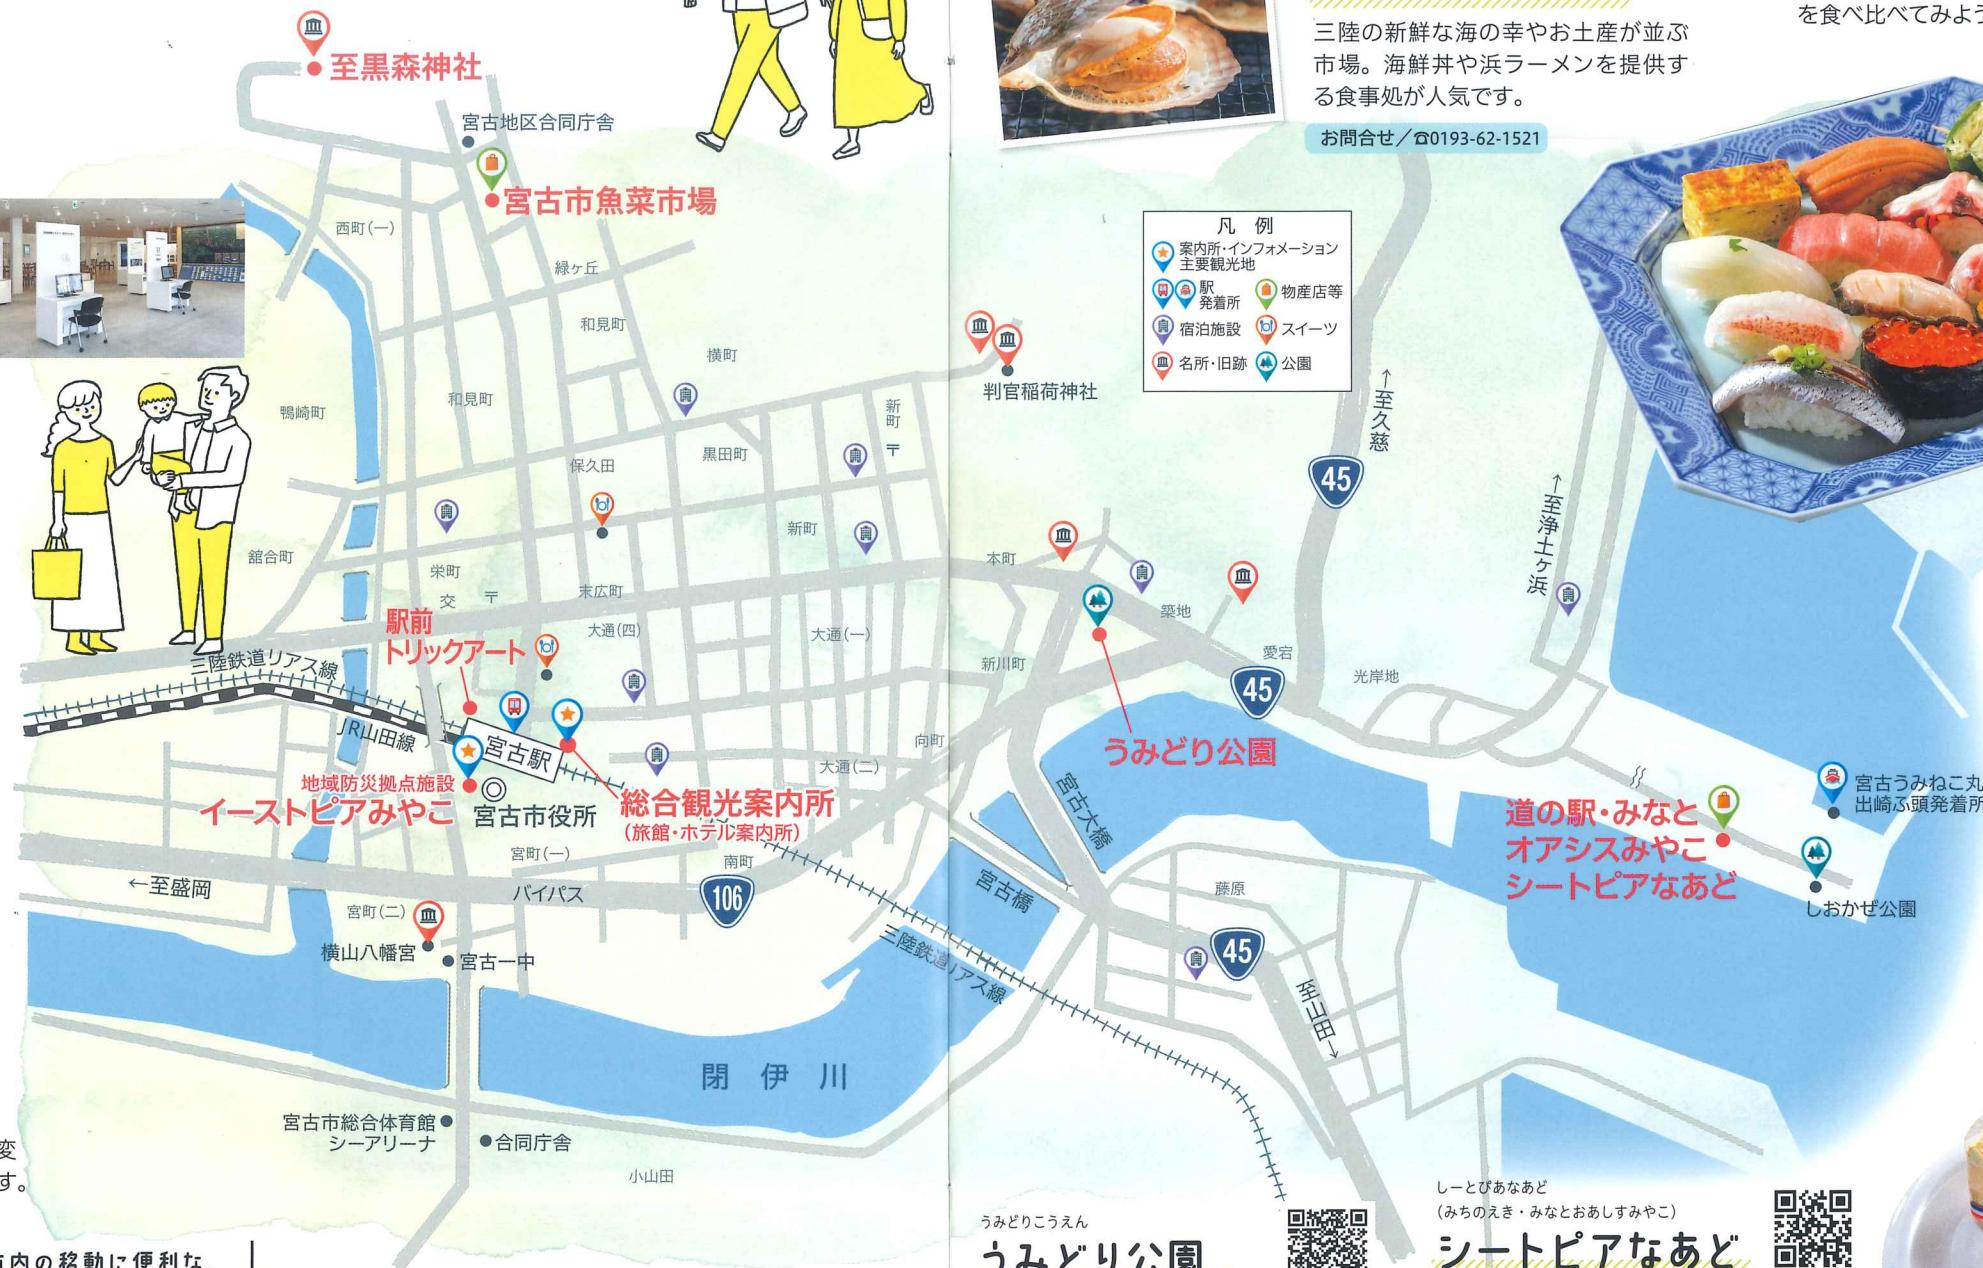 を食べ比べてみよう
三陸の新鮮な海の幸やお土産が並ぶ
市場。海鮮丼や浜ラーメンを提供す
る食事処が人気です。
お問合せ／☎0193-62-1521
至黒森神社
宮古地区合同庁舎
宮古市魚菜市場
西町(一)
緑ヶ丘
和見町
横町
鴨崎町
和見町
新町
〒
判官稲荷神社
凡 例
案内所・インフォメーション
主要観光地
駅
発着所
物産店等
宿泊施設
スイーツ
名所・旧跡
公園
↑至久慈
45
↑至浄土ヶ浜
保久田
黒田町
新町
本町
舘合町
栄町
交
〒
末広町
大通(四)
大通(一)
築地
愛宕
新川町
光岸地
45
駅前
トリックアート
三陸鉄道リアス線
JR山田線
宮古駅
地域防災拠点施設
イーストピアみやこ
宮古市役所
総合観光案内所
(旅館・ホテル案内所)
向町
大通(二)
うみどり公園
宮古大橋
宮古橋
道の駅・みなと
オアシスみやこ
シートピアなあど
宮古うみねこ丸
出崎ふ頭発着所
しおかぜ公園
宮町(一)
南町
←至盛岡
バイパス
106
藤原
宮町(二)
横山八幡宮
宮古一中
三陸鉄道リアス線
45
至山田→
閉伊川
宮古市総合体育館
シーアリーナ
合同庁舎
小山田
変
す。
市内の移動に便利な
うみどりこうえん
うみどり公園
しーとぴあなあど
(みちのえき・みなとおあしすみやこ)
シートピアなあど